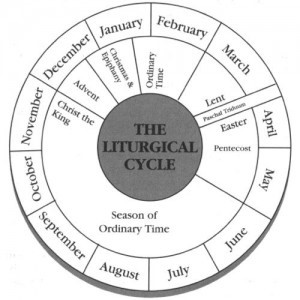 January
February
March
April
May
June
July
August
September
October
November
December
Christmas &
Epiphany
Ordinary
Time
Lent
Paschal Triduum
Easter
Pentecost
Season of
Ordinary Time
Christ the
King
Advent
THE
LITURGICAL
CYCLE